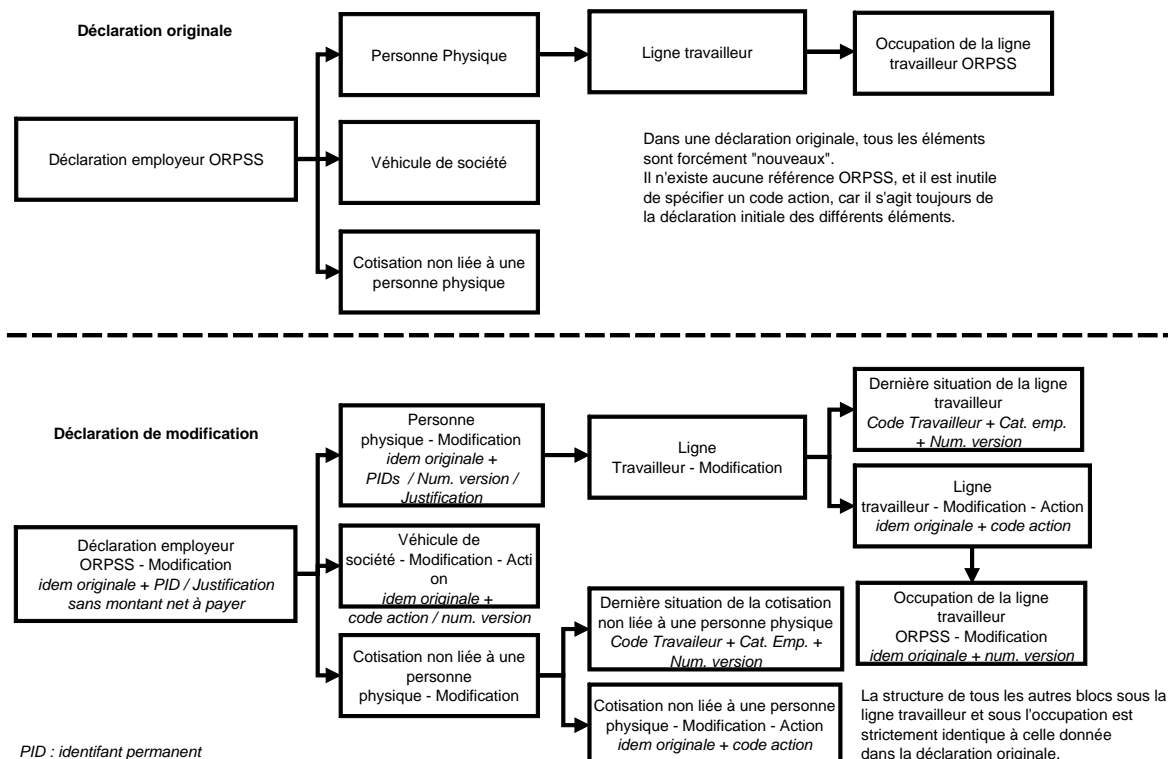 Déclaration originale
Personne Physique
Ligne travailleur
Occupation de la ligne
travailleur ORPSS
Déclaration employeur ORPSS
Véhicule de société
Cotisation non liée à une
personne physique
Dans une déclaration originale, tous les éléments
sont forcément "nouveaux".
Il n'existe aucune référence ORPSS, et il est inutile
de spécifier un code action, car il s'agit toujours de
la déclaration initiale des différents éléments.
Déclaration de modification
Déclaration employeur
ORPSS - Modification
idem originale + PID / Justification
sans montant net à payer
Personne
physique - Modification
idem originale +
PIDs / Num. version /
Justification
Ligne
Travailleur - Modification
Dernière situation de la ligne
travailleur
Code Travailleur + Cat. emp.
+ Num. version
Ligne
travailleur - Modification - Action
idem originale + code action
Occupation de la ligne
travailleur
ORPSS - Modification
idem originale + num. version
Véhicule de
société - Modification - Acti
on
idem originale +
code action / num. version
Cotisation non liée à une
personne
physique - Modification
Dernière situation de la cotisation
non liée à une personne physique
Code Travaileur + Cat. Emp. +
Num. version
Cotisation non liée à une personne
physique - Modification - Action
idem originale + code action
La structure de tous les autres blocs sous la
ligne travailleur et sous l'occupation est
strictement identique à celle donnée
dans la déclaration originale.
PID : identifant permanent